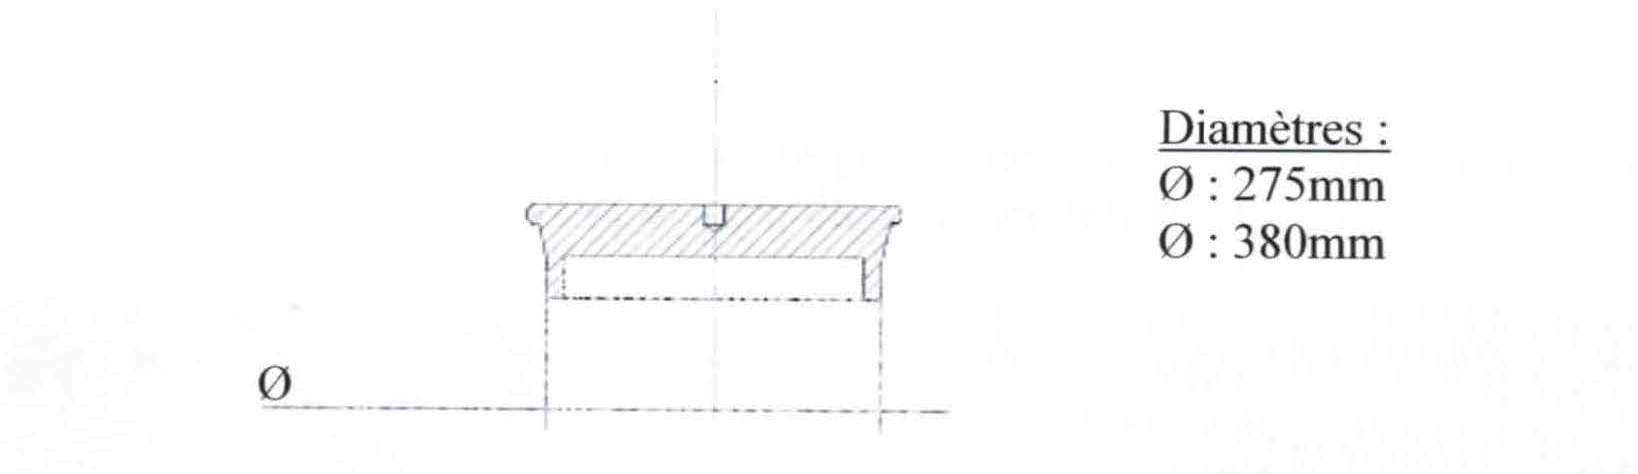 Diamètres :
Ø : 275mm
Ø : 380mm
Ø